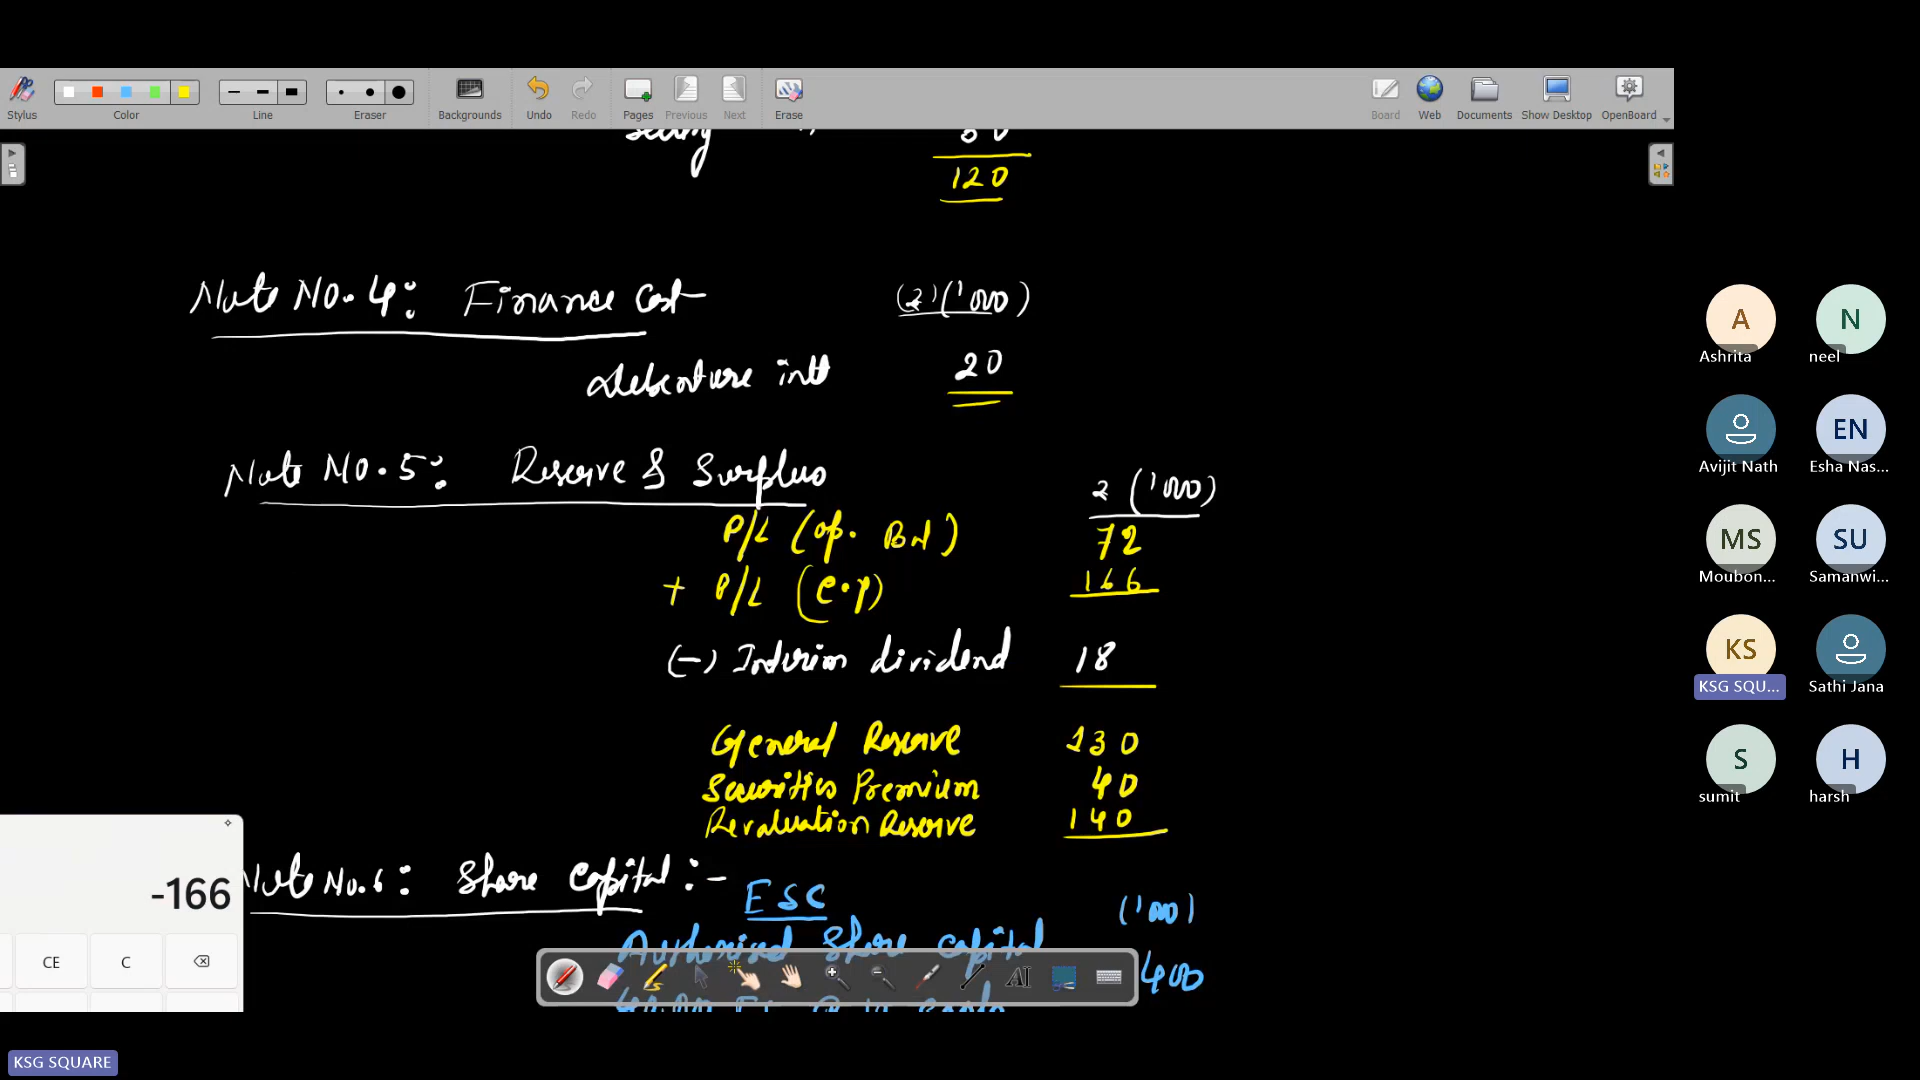 Stylus Color Line Eraser Backgrounds Undo Redo Pages Previous Next Erase Board Web Documents Show Desktop OpenBoard
120
Note No. 4: Finance Cost (₹)('000)
Debenture intt 20
Note No. 5: Reserve & Surplus
₹ ('000)
P/L (op. Bal) 72
+ P/L (c.p) 166
(-) Interim dividend 18
General Reserve 130
Securities Premium 40
Revaluation Reserve 140
Note No. 6: Share Capital :-
ESC ('000)
Authorised Share Capital
400
-166
CE C
A N
Ashrita neel
EN
Avijit Nath Esha Nas...
MS SU
Moubon... Samanwi...
KS
KSG SQU... Sathi Jana
S H
sumit harsh
KSG SQUARE